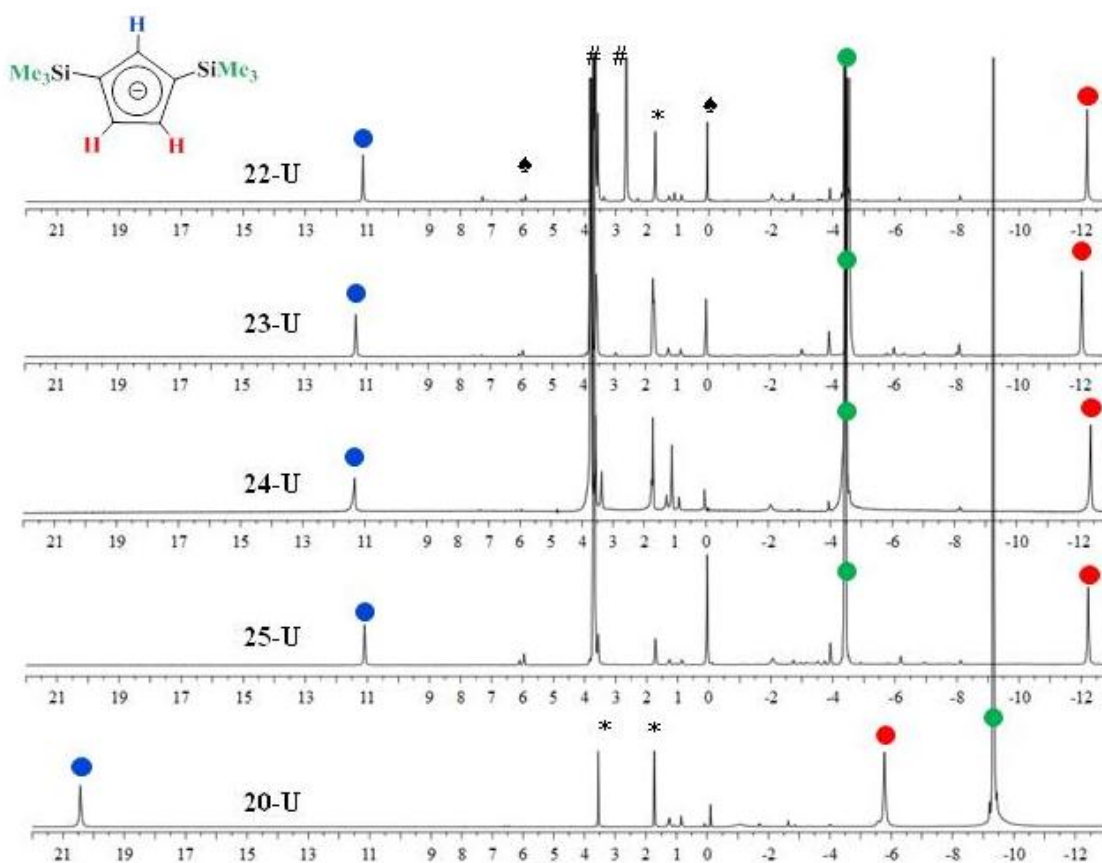 H
Me₃Si SiMe₃
⊖
H H
# #
♠ * ♠
22-U
21 19 17 15 13 11 9 8 7 6 5 4 3 2 1 0 -2 -4 -6 -8 -10 -12
23-U
21 19 17 15 13 11 9 8 7 6 5 4 3 2 1 0 -2 -4 -6 -8 -10 -12
24-U
21 19 17 15 13 11 9 8 7 6 5 4 3 2 1 0 -2 -4 -6 -8 -10 -12
25-U
21 19 17 15 13 11 9 8 7 6 5 4 3 2 1 0 -2 -4 -6 -8 -10 -12
* *
20-U
21 19 17 15 13 11 9 8 7 6 5 4 3 2 1 0 -2 -4 -6 -8 -10 -12